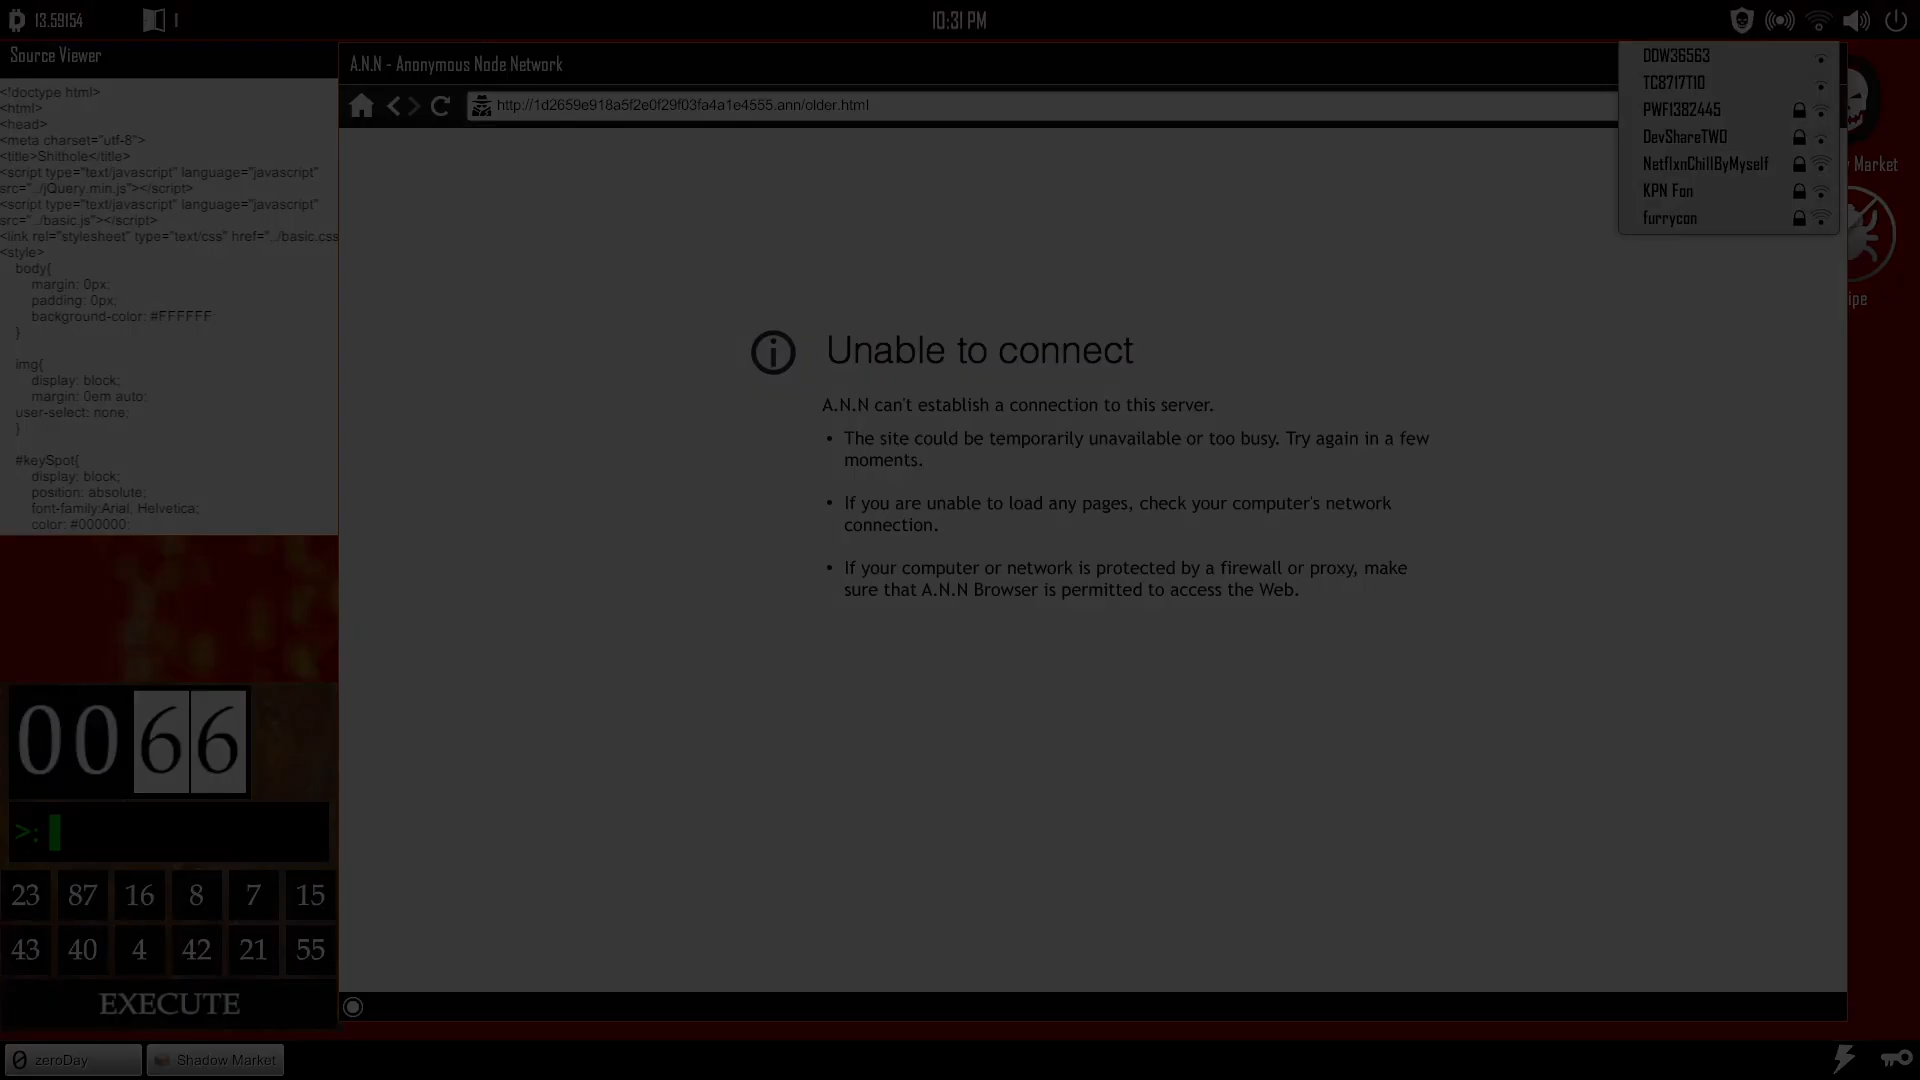 13.59154
1
10:31 PM
Source Viewer
<!doctype html>
<html>
<head>
<meta charset="utf-8">
<title>Shithole</title>
<script type="text/javascript" language="javascript"
src="../jQuery.min.js"></script>
<script type="text/javascript" language="javascript"
src="../basic.js"></script>
<link rel="stylesheet" type="text/css" href="../basic.css
<style>
body{
margin: 0px;
padding: 0px;
background-color: #FFFFFF
}
img{
display: block;
margin: 0em auto;
user-select: none;
}
#keySpot{
display: block;
position: absolute;
font-family:Arial, Helvetica;
color: #000000;
A.N.N - Anonymous Node Network
http://1d2659e918a5f2e0f29f03fa4a1e4555.ann/older.html
Unable to connect
A.N.N can't establish a connection to this server.
• The site could be temporarily unavailable or too busy. Try again in a few
moments.
• If you are unable to load any pages, check your computer's network
connection.
• If your computer or network is protected by a firewall or proxy, make
sure that A.N.N Browser is permitted to access the Web.
DDW36563
TC8717T10
PWF1382445
DevShareTWO
NetflxnChillByMyself
KPN Fon
furrycon
Market
ipe
0066
>:
23 87 16 8 7 15
43 40 4 42 21 55
EXECUTE
zeroDay
Shadow Market